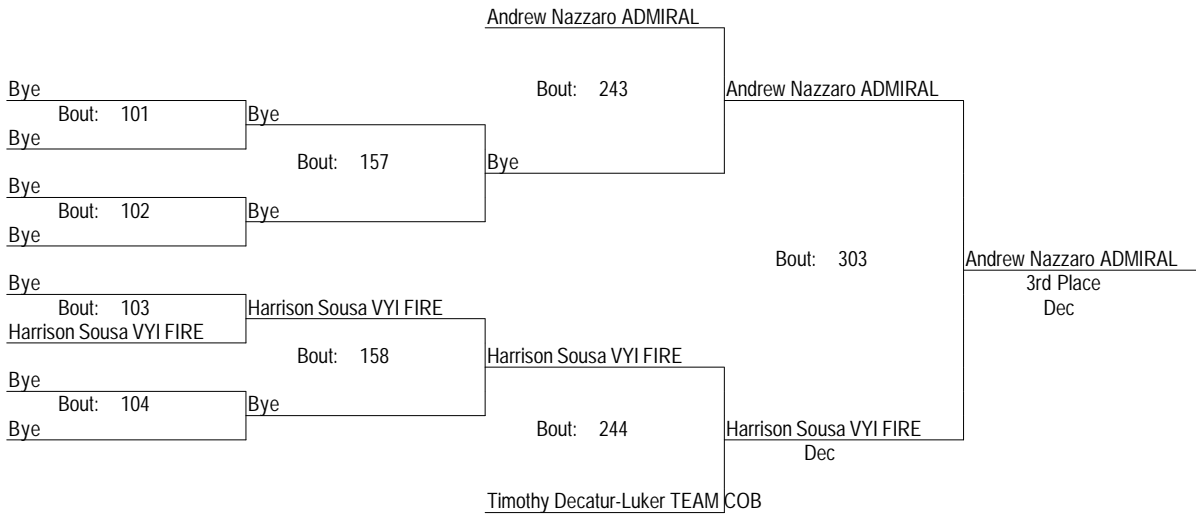 Andrew Nazzaro ADMIRAL
Bye
Bout: 243
Andrew Nazzaro ADMIRAL
Bout: 101
Bye
Bye
Bout: 157
Bye
Bye
Bout: 102
Bye
Bye
Bout: 303
Andrew Nazzaro ADMIRAL
3rd Place
Dec
Bye
Bout: 103
Harrison Sousa VYI FIRE
Harrison Sousa VYI FIRE
Bout: 158
Harrison Sousa VYI FIRE
Bye
Bout: 104
Bye
Bye
Bout: 244
Harrison Sousa VYI FIRE
Dec
Timothy Decatur-Luker TEAM COB